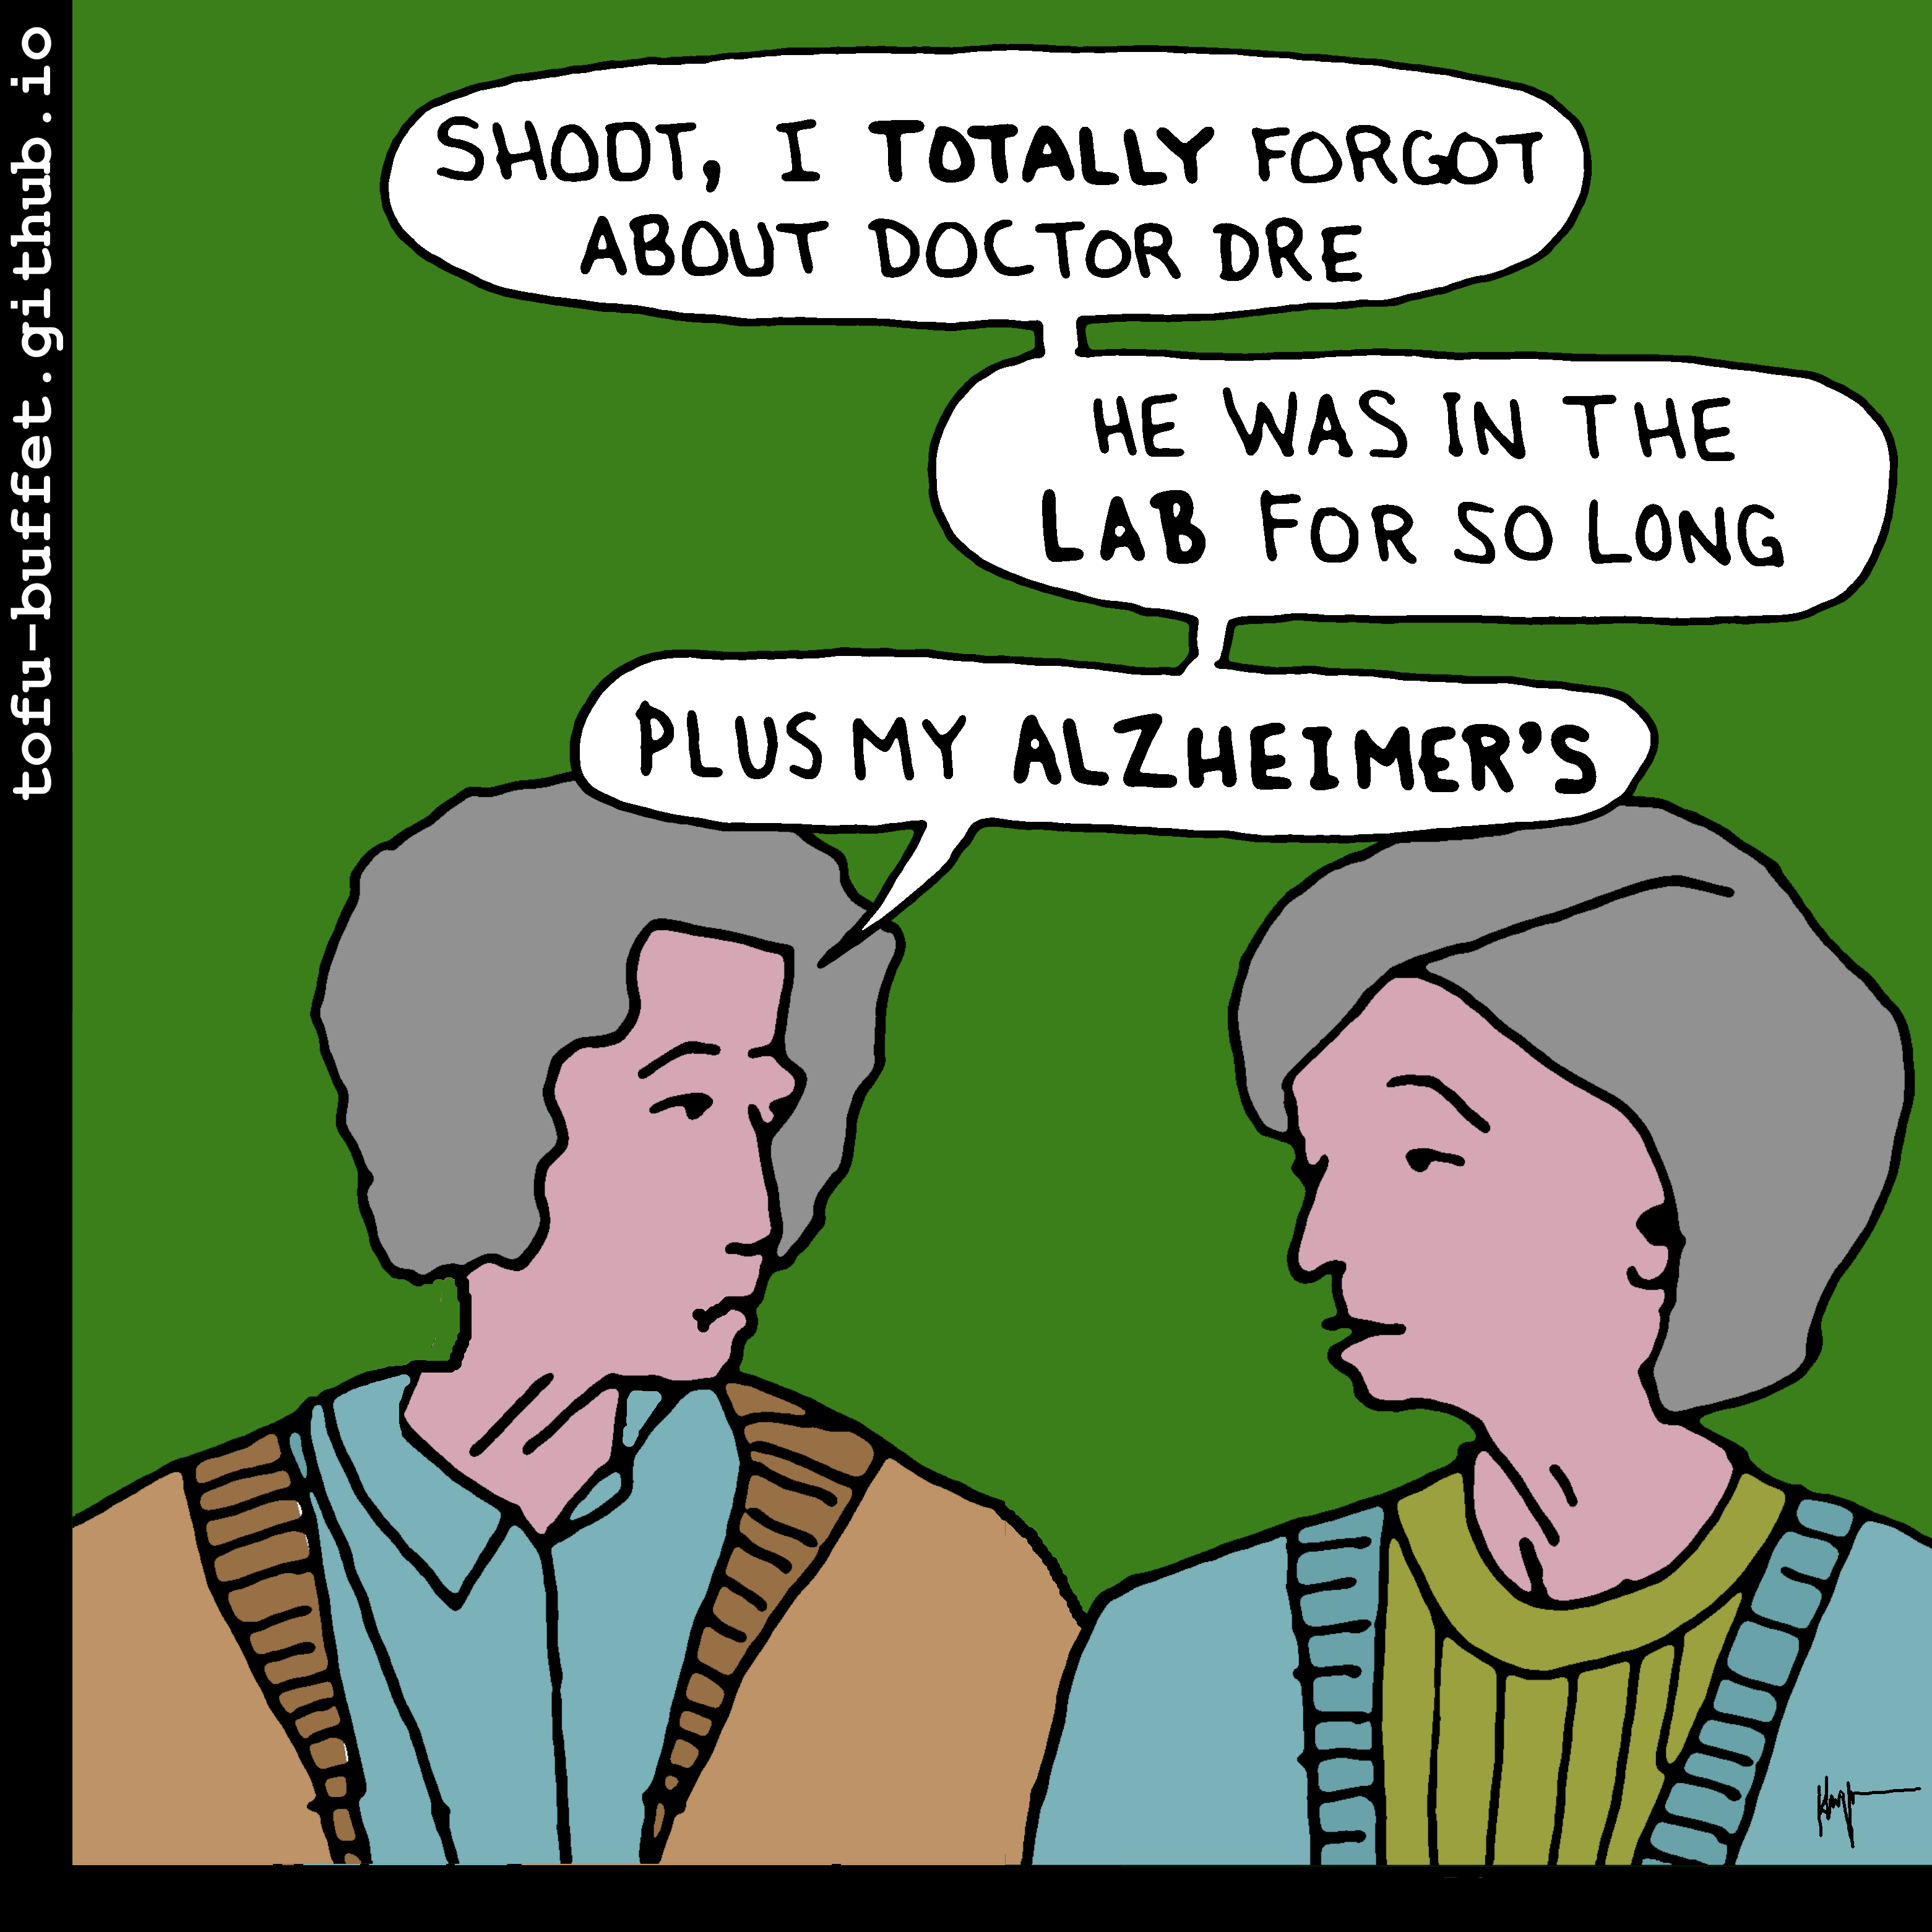 tofu-buffet.github.io
SHOOT, I TOTALLY FORGOT
ABOUT DOCTOR DRE
HE WAS IN THE
LAB FOR SO LONG
PLUS MY ALZHEIMER'S